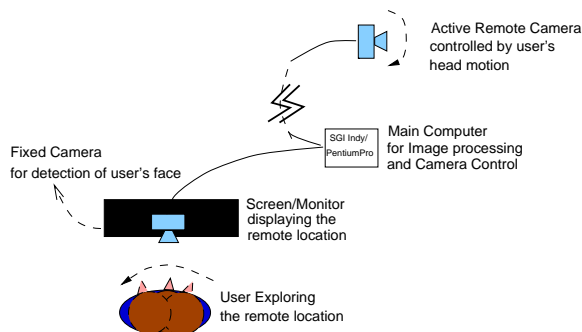 Active Remote Camera
controlled by user's
head motion
SGI Indy/
PentiumPro
Main Computer
for Image processing
and Camera Control
Fixed Camera
for detection of user's face
Screen/Monitor
displaying the
remote location
User Exploring
the remote location